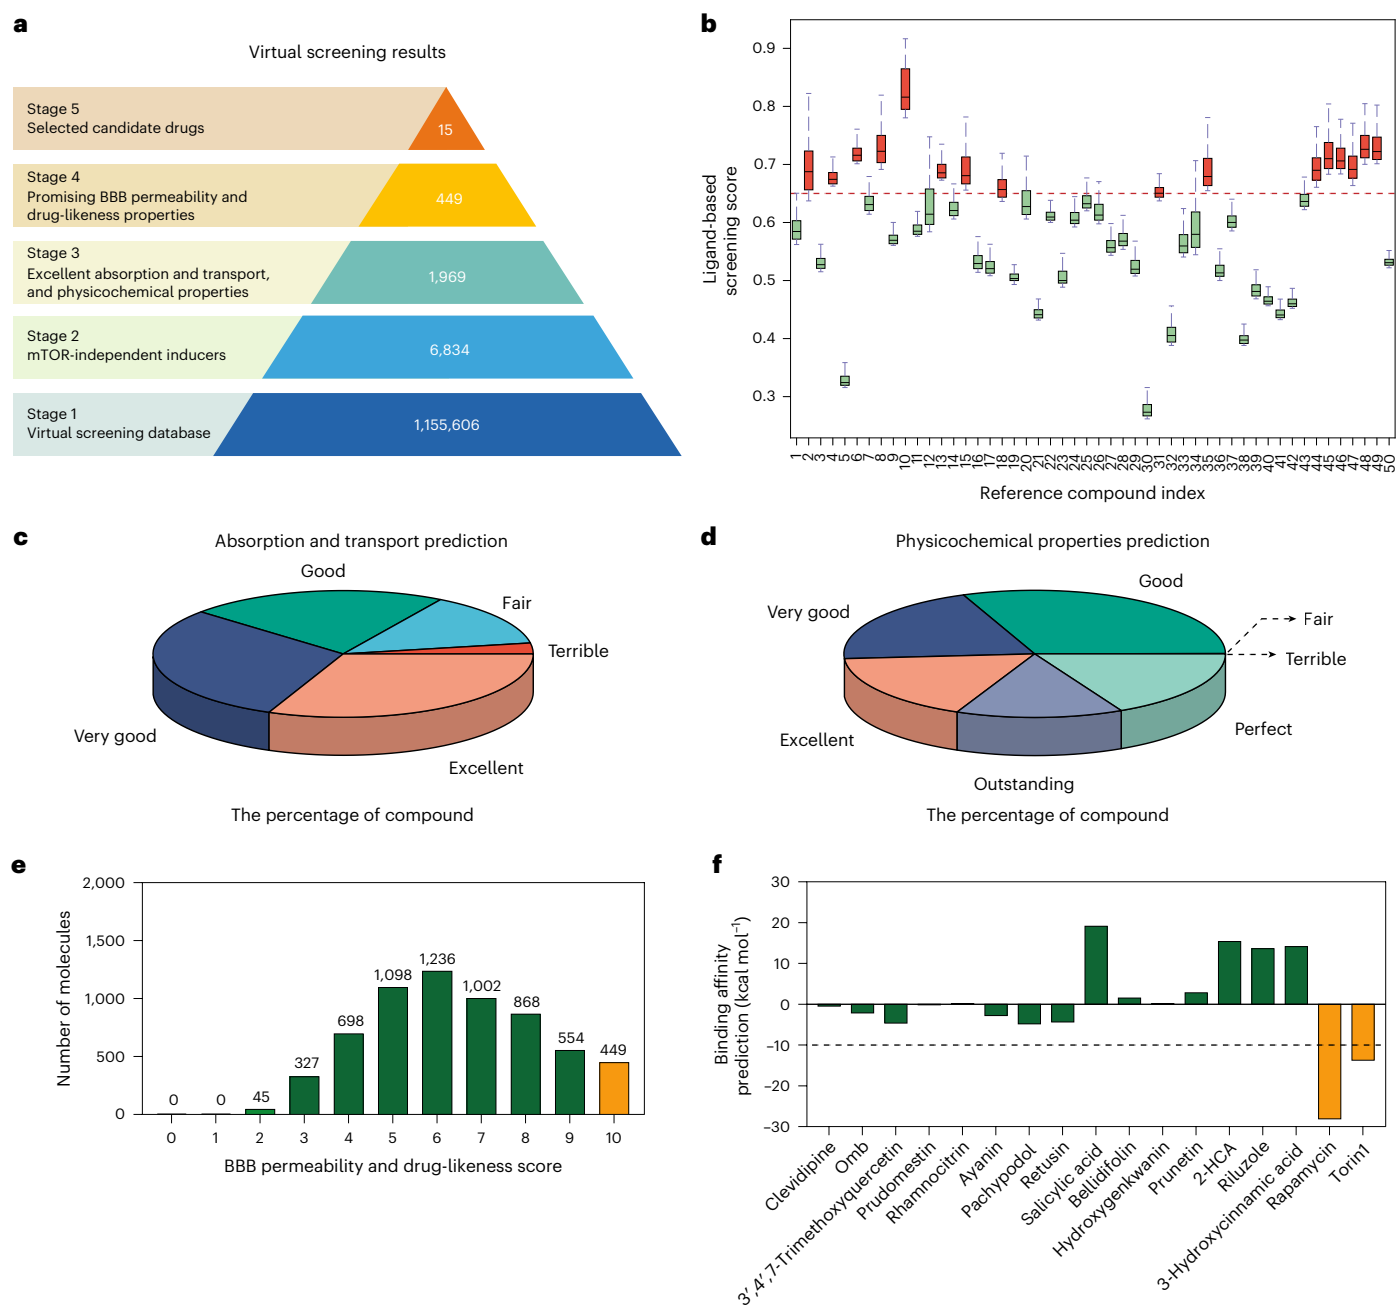 a
Virtual screening results
Stage 5
Selected candidate drugs
15
Stage 4
Promising BBB permeability and
drug-likeness properties
449
Stage 3
Excellent absorption and transport,
and physicochemical properties
1,969
Stage 2
mTOR-independent inducers
6,834
Stage 1
Virtual screening database
1,155,606
b
Ligand-based
screening score
0.9
0.8
0.7
0.6
0.5
0.4
0.3
1 2 3 4 5 6 7 8 9 10 11 12 13 14 15 16 17 18 19 20 21 22 23 24 25 26 27 28 29 30 31 32 33 34 35 36 37 38 39 40 41 42 43 44 45 46 47 48 49 50
Reference compound index
c
Absorption and transport prediction
Good
Fair
Terrible
Very good
Excellent
The percentage of compound
d
Physicochemical properties prediction
Good
Very good
Fair
Terrible
Perfect
Excellent
Outstanding
The percentage of compound
e
Number of molecules
2,000
1,500
1,000
500
0
0 0 45 327 698 1,098 1,236 1,002 868 554 449
0 1 2 3 4 5 6 7 8 9 10
BBB permeability and drug-likeness score
f
Binding affinity
prediction (kcal mol⁻¹)
30
20
10
0
–10
–20
–30
Clevidipine
Omb
3′,4′,7-Trimethoxyquercetin
Prudomestin
Rhamnocitrin
Ayanin
Pachypodol
Retusin
Salicylic acid
Bellidifolin
Hydroxygenkwanin
Prunetin
2-HCA
Riluzole
3-Hydroxycinnamic acid
Rapamycin
Torin1